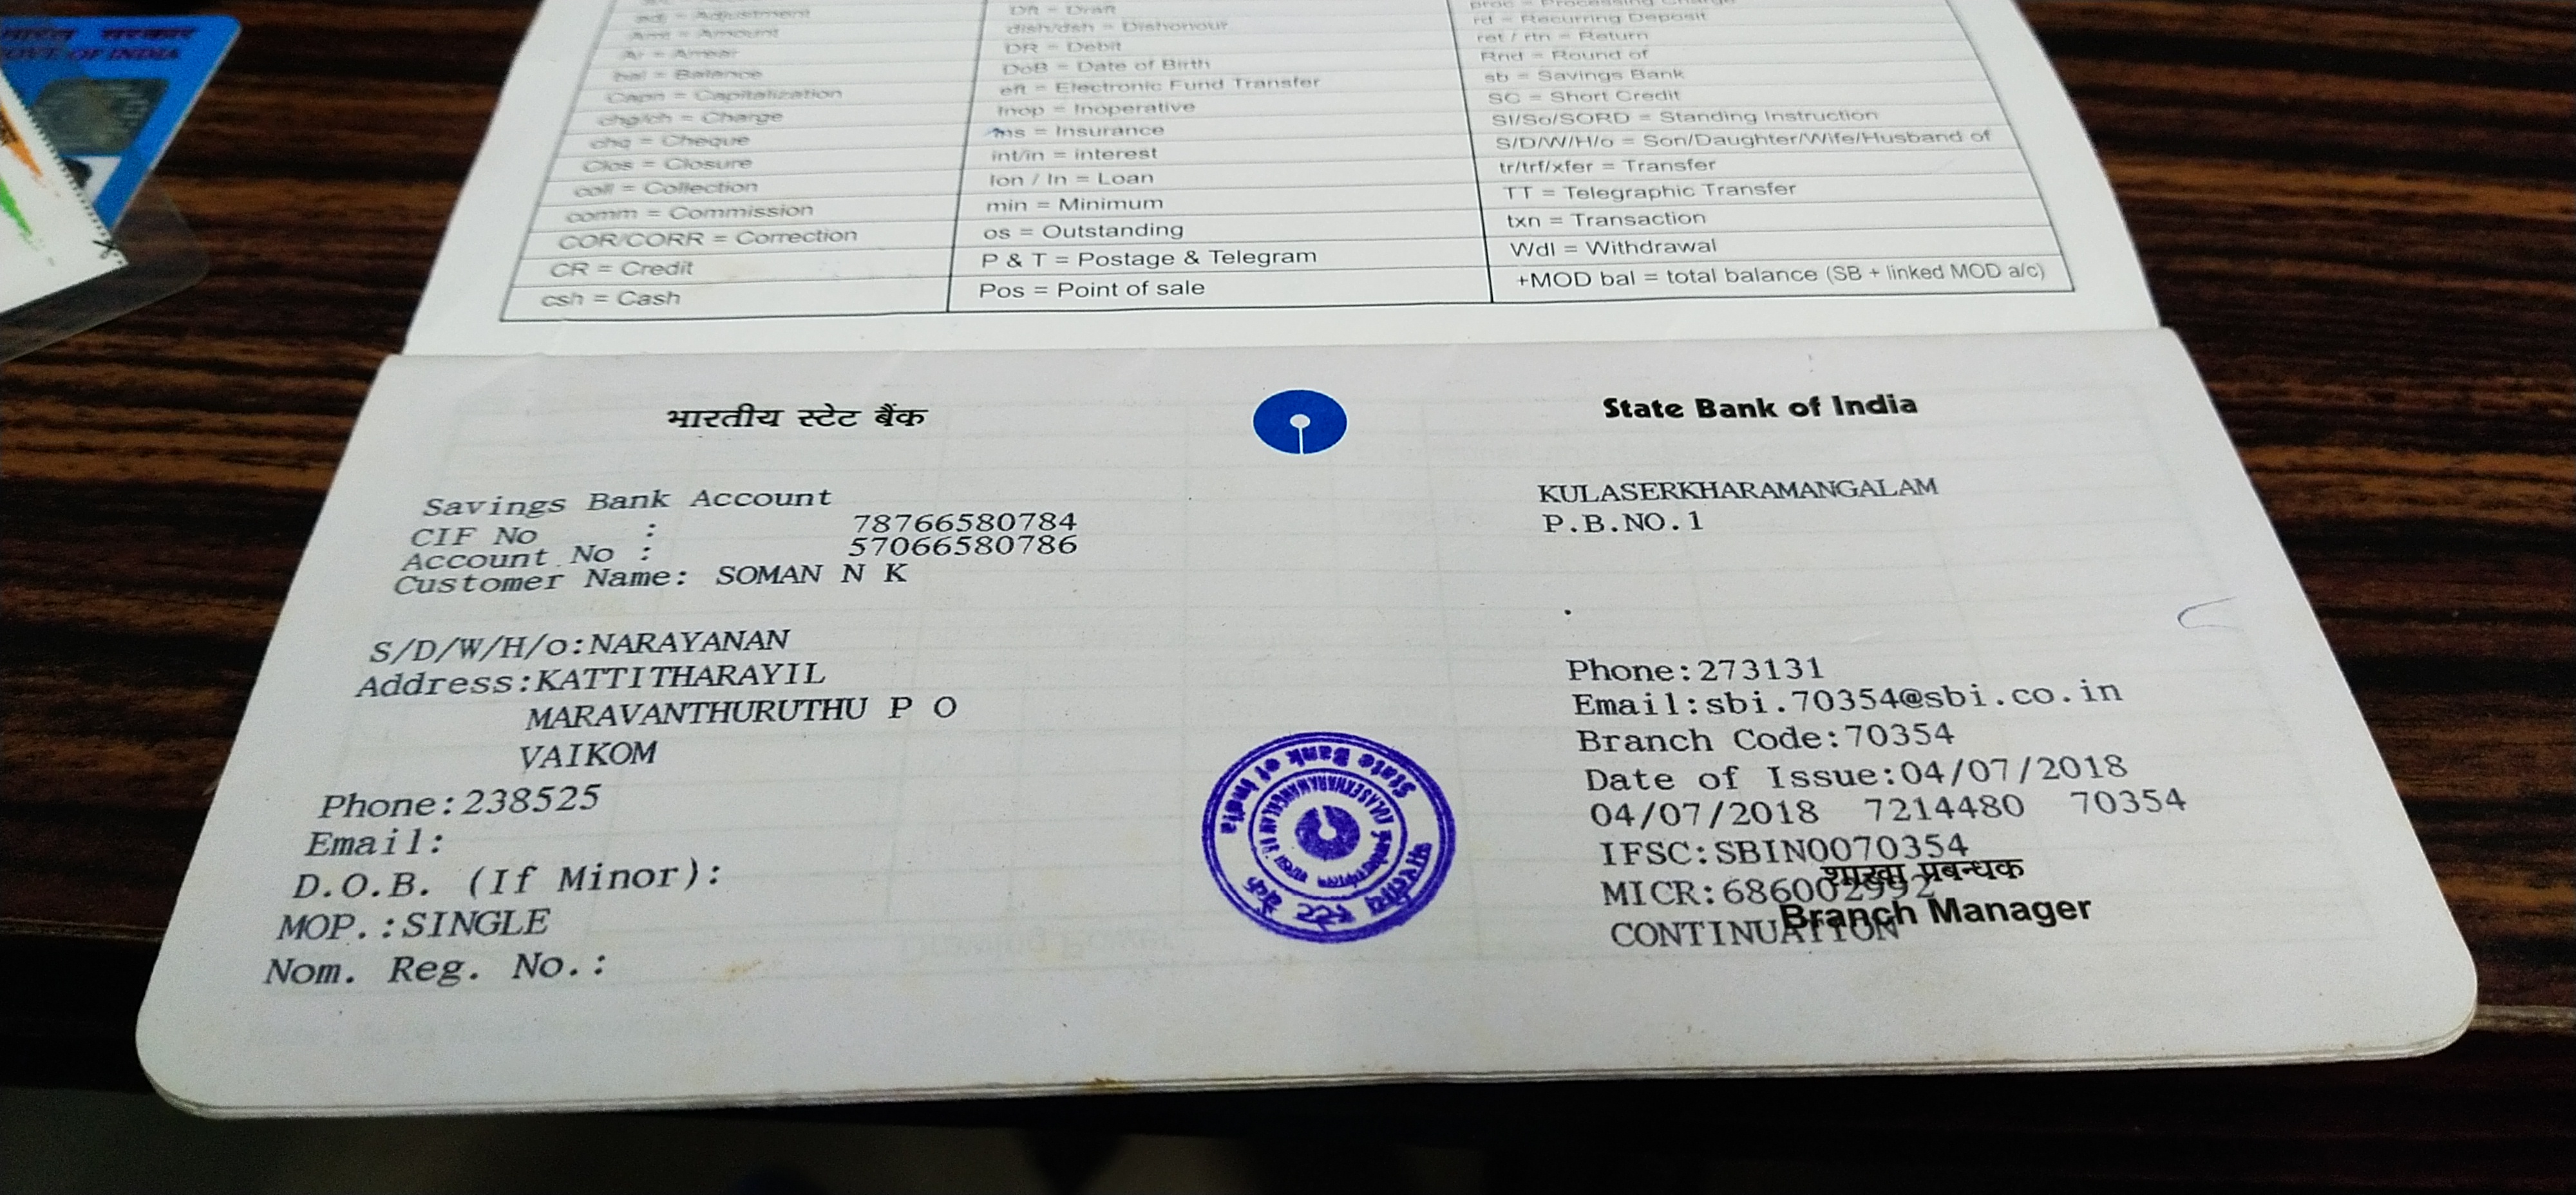 GOVT. OF INDIA
adj = Adjustment
Amt = Amount
Ar = Arrear
bal = Balance
Capn = Capitalization
chg/ch = Charge
chq = Cheque
Clos = Closure
coll = Collection
comm = Commission
COR/CORR = Correction
CR = Credit
csh = Cash
Dft = Draft
dish/dsh = Dishonour
DR = Debit
DoB = Date of Birth
eft = Electronic Fund Transfer
Inop = Inoperative
Ins = Insurance
int/in = interest
lon / ln = Loan
min = Minimum
os = Outstanding
P & T = Postage & Telegram
Pos = Point of sale
proc = Processing Charge
rd = Recurring Deposit
ret / rtn = Return
Rnd = Round of
sb = Savings Bank
SC = Short Credit
SI/So/SORD = Standing Instruction
S/D/W/H/o = Son/Daughter/Wife/Husband of
tr/trf/xfer = Transfer
TT = Telegraphic Transfer
txn = Transaction
Wdl = Withdrawal
+MOD bal = total balance (SB + linked MOD a/c)
भारतीय स्टेट बैंक
State Bank of India
Savings Bank Account
CIF No : 78766580784
Account No : 57066580786
Customer Name: SOMAN N K
S/D/W/H/o:NARAYANAN
Address:KATTITHARAYIL
MARAVANTHURUTHU P O
VAIKOM
Phone:238525
Email:
D.O.B. (If Minor):
MOP.:SINGLE
Nom. Reg. No.:
State Bank of India
KULASERKHARAMANGALAM
P.B.NO.1
Phone:273131
Email:sbi.70354@sbi.co.in
Branch Code:70354
Date of Issue:04/07/2018
04/07/2018 7214480 70354
IFSC:SBIN0070354
शाखा प्रबन्धक
MICR:686002992
Branch Manager
CONTINUATION